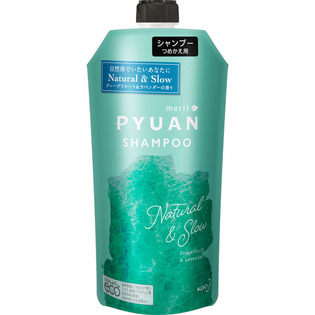 シャンプー
つめかえ用
自然体でいたいあなたに
Natural & Slow
グレープフルーツ&ラベンダーの香り
merit
PYUAN
SHAMPOO
Natural
& Slow
Grapefruit
& Lavender
eco